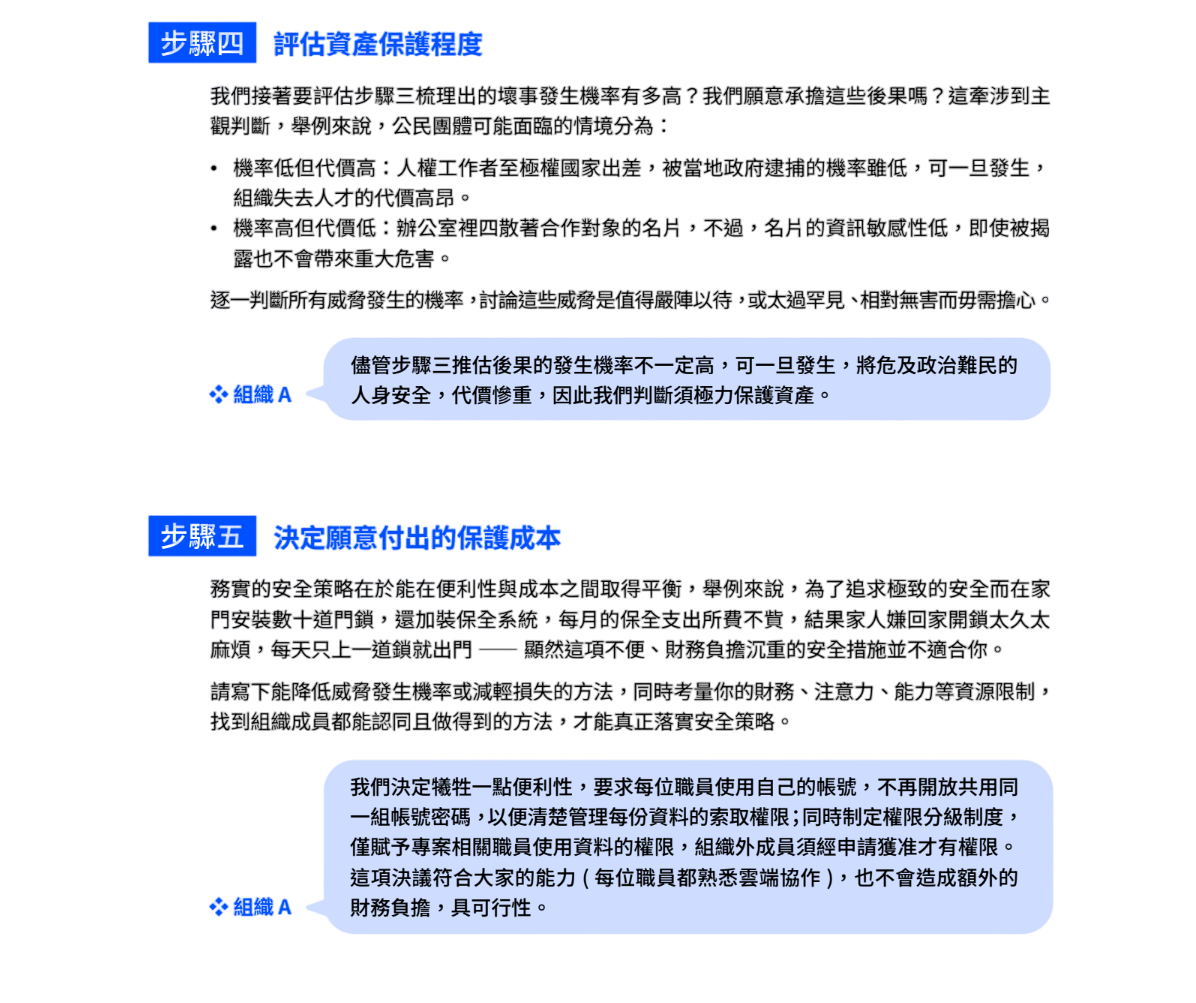 步驟四 評估資產保護程度
我們接著要評估步驟三梳理出的壞事發生機率有多高？我們願意承擔這些後果嗎？這牽涉到主
觀判斷，舉例來說，公民團體可能面臨的情境分為：
• 機率低但代價高：人權工作者至極權國家出差，被當地政府逮捕的機率雖低，可一旦發生，
組織失去人才的代價高昂。
• 機率高但代價低：辦公室裡四散著合作對象的名片，不過，名片的資訊敏感性低，即使被揭
露也不會帶來重大危害。
逐一判斷所有威脅發生的機率，討論這些威脅是值得嚴陣以待，或太過罕見、相對無害而毋需擔心。
儘管步驟三推估後果的發生機率不一定高，可一旦發生，將危及政治難民的
人身安全，代價慘重，因此我們判斷須極力保護資產。
組織 A
步驟五 決定願意付出的保護成本
務實的安全策略在於能在便利性與成本之間取得平衡，舉例來說，為了追求極致的安全而在家
門安裝數十道門鎖，還加裝保全系統，每月的保全支出所費不貲，結果家人嫌回家開鎖太久太
麻煩，每天只上一道鎖就出門 —— 顯然這項不便、財務負擔沉重的安全措施並不適合你。
請寫下能降低威脅發生機率或減輕損失的方法，同時考量你的財務、注意力、能力等資源限制，
找到組織成員都能認同且做得到的方法，才能真正落實安全策略。
我們決定犧牲一點便利性，要求每位職員使用自己的帳號，不再開放共用同
一組帳號密碼，以便清楚管理每份資料的索取權限；同時制定權限分級制度，
僅賦予專案相關職員使用資料的權限，組織外成員須經申請獲准才有權限。
這項決議符合大家的能力 ( 每位職員都熟悉雲端協作 )，也不會造成額外的
財務負擔，具可行性。
組織 A